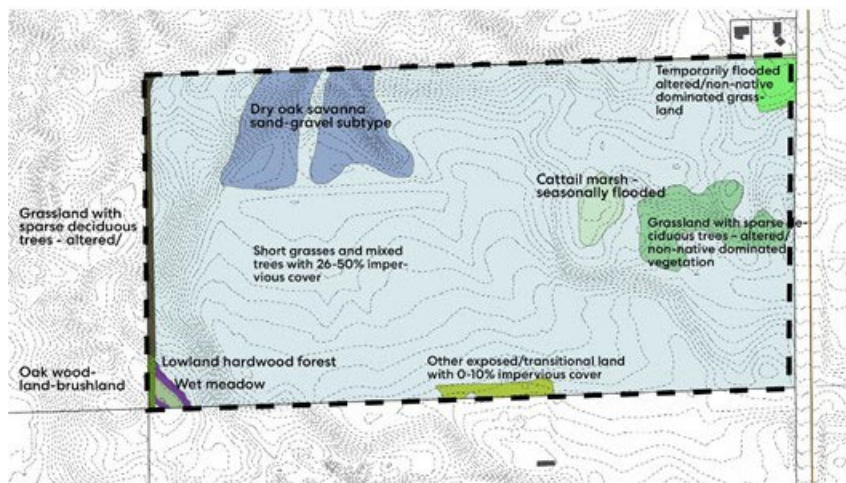 Temporarily flooded
altered/non-native
dominated grass-
land
Dry oak savanna
sand-gravel subtype
Cattail marsh -
seasonally flooded
Grassland with
sparse deciduous
trees - altered/
Grassland with sparse de-
ciduous trees - altered/
non-native dominated
vegetation
Short grasses and mixed
trees with 26-50% imper-
vious cover
Lowland hardwood forest
Other exposed/transitional land
with 0-10% impervious cover
Oak wood-
land-brushland
Wet meadow